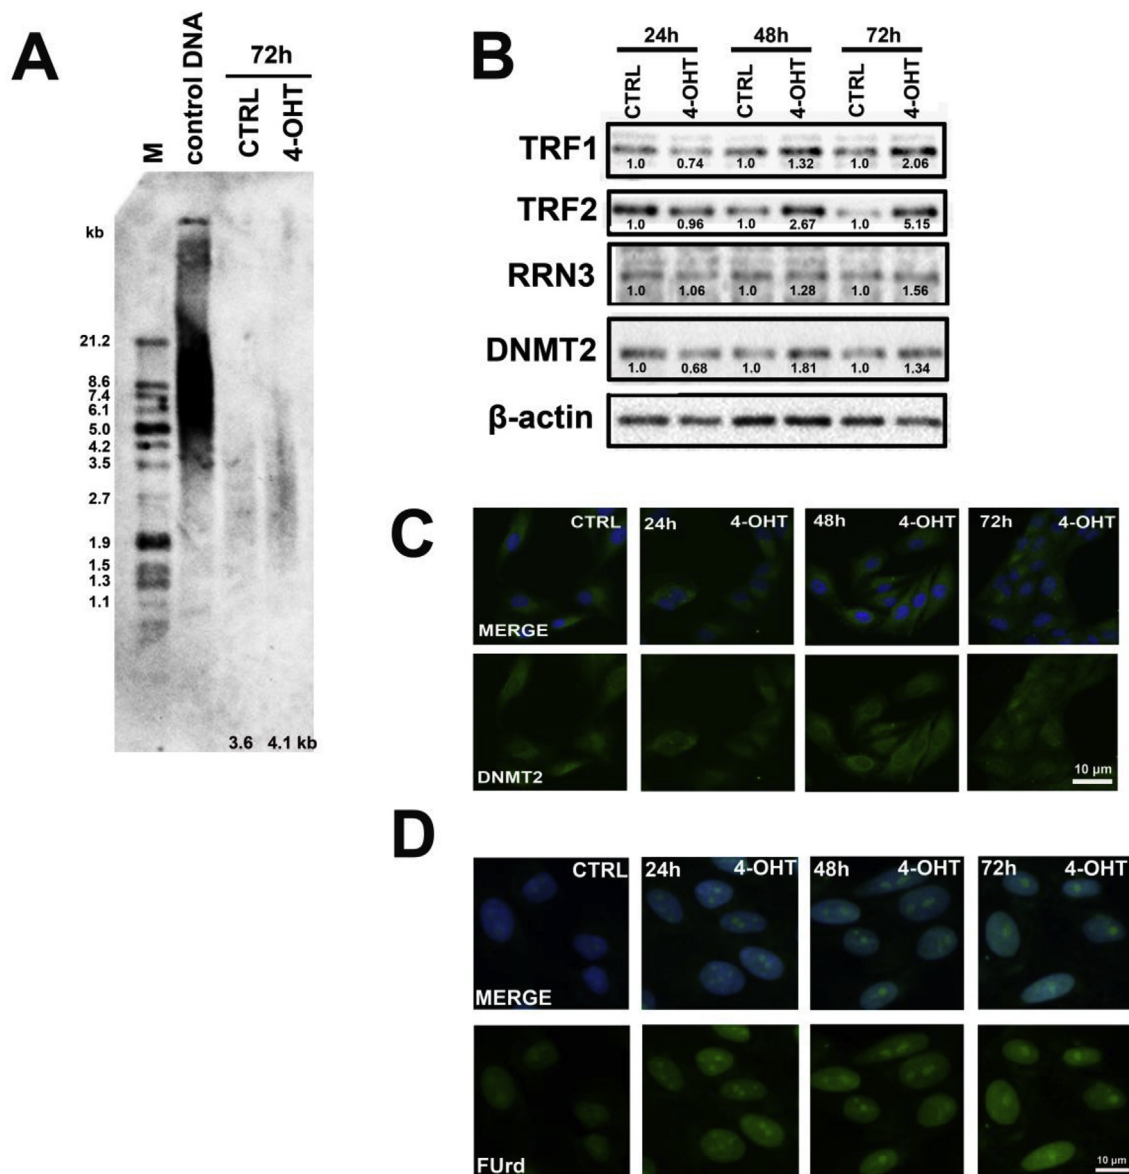 A
M
control DNA
72h
CTRL
4-OHT
kb
21.2
8.6
7.4
6.1
5.0
4.2
3.5
2.7
1.9
1.5
1.3
1.1
3.6 4.1 kb
B
24h 48h 72h
CTRL 4-OHT CTRL 4-OHT CTRL 4-OHT
TRF1
1.0 0.74 1.0 1.32 1.0 2.06
TRF2
1.0 0.96 1.0 2.67 1.0 5.15
RRN3
1.0 1.06 1.0 1.28 1.0 1.56
DNMT2
1.0 0.68 1.0 1.81 1.0 1.34
β-actin
C
CTRL 24h 4-OHT 48h 4-OHT 72h 4-OHT
MERGE
DNMT2
10 µm
D
CTRL 24h 4-OHT 48h 4-OHT 72h 4-OHT
MERGE
FUrd
10 µm